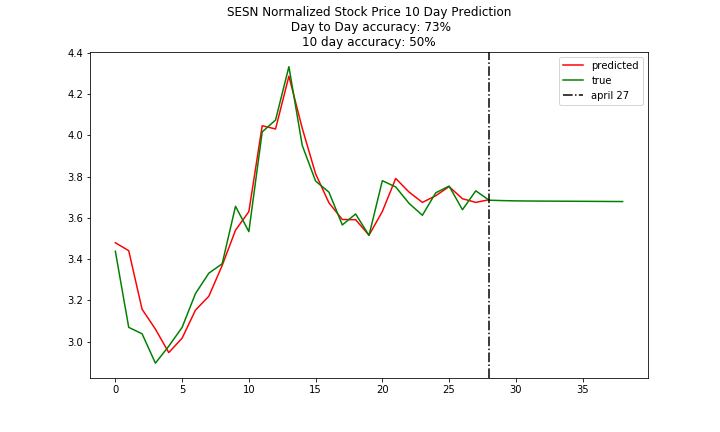 SESN Normalized Stock Price 10 Day Prediction
Day to Day accuracy: 73%
10 day accuracy: 50%
4.4
4.2
4.0
3.8
3.6
3.4
3.2
3.0
predicted
true
april 27
0 5 10 15 20 25 30 35